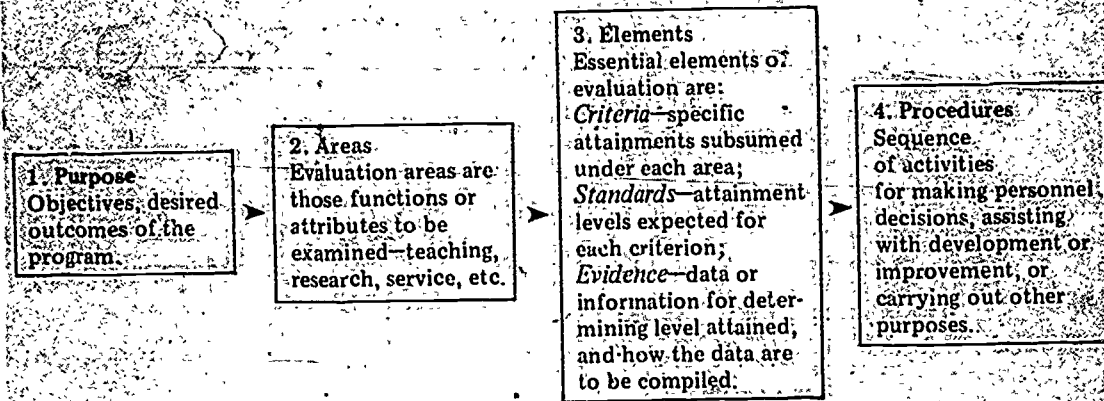 1. Purpose
Objectives, desired
outcomes of the
program.
2. Areas
Evaluation areas are
those functions or
attributes to be
examined—teaching,
research, service, etc.
3. Elements
Essential elements of
evaluation are:
Criteria—specific
attainments subsumed
under each area;
Standards—attainment
levels expected for
each criterion;
Evidence—data or
information for deter-
mining level attained,
and how the data are
to be compiled.
4. Procedures
Sequence
of activities
for making personnel
decisions, assisting
with development or
improvement, or
carrying out other
purposes.